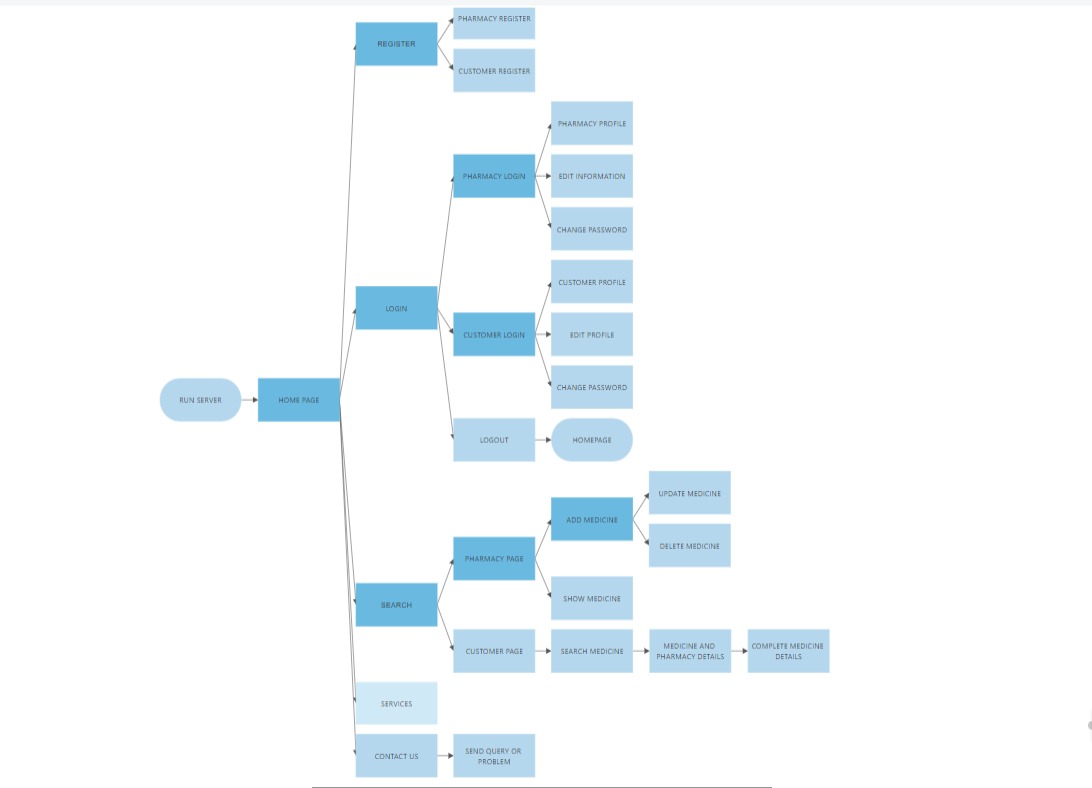 PHARMACY REGISTER
REGISTER
CUSTOMER REGISTER
PHARMACY PROFILE
PHARMACY LOGIN
EDIT INFORMATION
CHANGE PASSWORD
CUSTOMER PROFILE
LOGIN
CUSTOMER LOGIN
EDIT PROFILE
CHANGE PASSWORD
RUN SERVER
HOME PAGE
LOGOUT
HOMEPAGE
UPDATE MEDICINE
ADD MEDICINE
DELETE MEDICINE
PHARMACY PAGE
SHOW MEDICINE
SEARCH
CUSTOMER PAGE
SEARCH MEDICINE
MEDICINE AND
PHARMACY DETAILS
COMPLETE MEDICINE
DETAILS
SERVICES
CONTACT US
SEND QUERY OR
PROBLEM